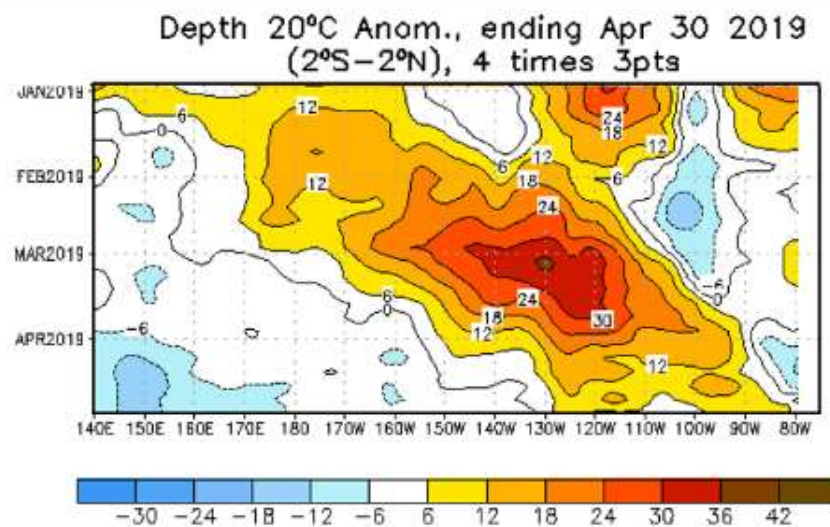 Depth 20°C Anom., ending Apr 30 2019
(2°S-2°N), 4 times 3pts
JAN2019
FEB2019
MAR2019
APR2019
6
12
0
24
18
12
6
12
6
12
18
24
-6
0
6
0
24
18
30
12
-6
12
140E 150E 160E 170E 180 170W 160W 150W 140W 130W 120W 110W 100W 90W 80W
-30 -24 -18 -12 -6 6 12 18 24 30 36 42